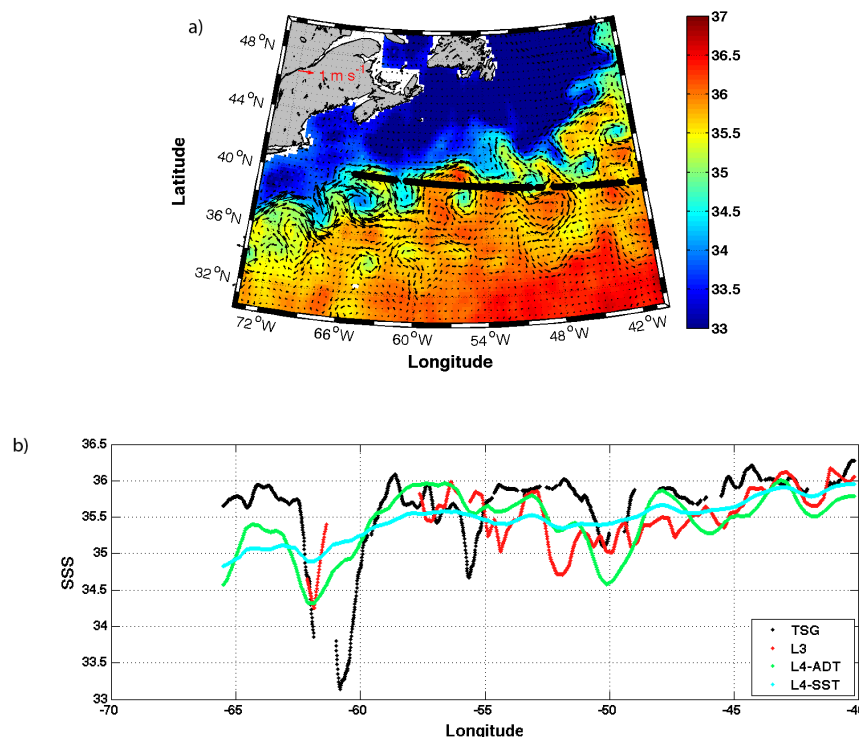 a)
48°N
44°N
40°N
36°N
32°N
Latitude
1 m s⁻¹
72°W
66°W
60°W
54°W
48°W
42°W
Longitude
37
36.5
36
35.5
35
34.5
34
33.5
33
b)
SSS
36.5
36
35.5
35
34.5
34
33.5
33
-70
-65
-60
-55
-50
-45
-40
Longitude
TSG
L3
L4-ADT
L4-SST